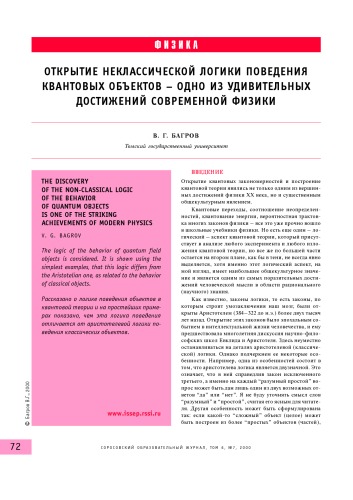 ФИЗИКА
ОТКРЫТИЕ НЕКЛАССИЧЕСКОЙ ЛОГИКИ ПОВЕДЕНИЯ
КВАНТОВЫХ ОБЪЕКТОВ – ОДНО ИЗ УДИВИТЕЛЬНЫХ
ДОСТИЖЕНИЙ СОВРЕМЕННОЙ ФИЗИКИ
В. Г. БАГРОВ
Томский государственный университет
THE DISCOVERY
OF THE NON-CLASSICAL LOGIC
OF THE BEHAVIOR
OF QUANTUM OBJECTS
IS ONE OF THE STRIKING
ACHIEVEMENTS OF MODERN PHYSICS
V. G. BAGROV
The logic of the behavior of quantum field
objects is considered. It is shown using the
simplest examples, that this logic differs from
the Aristotelian one, as related to the behavior
of classical objects.
Рассказано о логике поведения объектов в
квантовой теории и на простейших приме-
рах показано, чем эта логика поведения
отличается от аристотелевой логики по-
ведения классических объектов.
© Багров В.Г., 2000
www.issep.rssi.ru
ВВЕДЕНИЕ
Открытие квантовых закономерностей и построение
квантовой теории явились не только одним из вершин-
ных достижений физики XX века, но и существенным
общекультурным явлением.
Квантовые переходы, соотношение неопределен-
ностей, квантование энергии, вероятностная трактов-
ка многих законов физики – все это уже прочно вошло
в школьные учебники физики. Но есть еще один – ло-
гический – аспект квантовой теории, который присут-
ствует в анализе любого эксперимента и любого изло-
жения квантовой теории, но все же по большей части
остается на втором плане, как бы в тени, не всегда явно
выделяется, хотя именно этот логический аспект, на
мой взгляд, имеет наибольшее общекультурное значе-
ние и является одним из самых поразительных дости-
жений человеческой мысли в области рационального
(научного) знания.
Как известно, законы логики, то есть законы, по
которым строят умозаключения наш мозг, были от-
крыты Аристотелем (384–322 до н.э.) более двух тысяч
лет назад. Открытие этих законов было эпохальным со-
бытием в интеллектуальной жизни человечества, и ему
предшествовала многолетняя дискуссия научно-фило-
софских школ Евклида и Аристотеля. Здесь неуместно
останавливаться на деталях аристотелевой (классиче-
ской) логики. Однако подчеркнем ее некоторые осо-
бенности. Например, одна из особенностей состоит в
том, что аристотелева логика является двузначной. Это
означает, что в ней справедлив закон исключенного
третьего, а именно на каждый "разумный простой" во-
прос может быть дан лишь один из двух возможных от-
ветов "да" или "нет". Я не буду уточнять смысл слов
"разумный" и "простой", считая его ясным для читате-
ля. Другая особенность может быть сформулирована
так: если какой-то "сложный" объект (целое) может
быть построен из более "простых" объектов (частей),
72
СОРОСОВСКИЙ ОБРАЗОВАТЕЛЬНЫЙ ЖУРНАЛ, ТОМ 6, №7, 2000